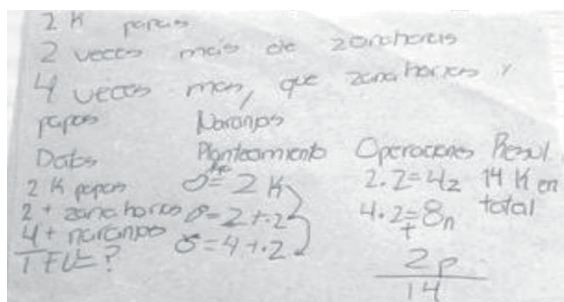 2 K papas
2 veces más de zanahorias
4 veces más, que zanahorias y
papas Naranjas
Datos Planteamiento Operaciones Resul.
2 K papas = 2 K 2.2=4z 14 K en
2 + zanahorias = 2 +.2 4.2=8n total
4 + naranjas = 4 +.2 +
2p
14